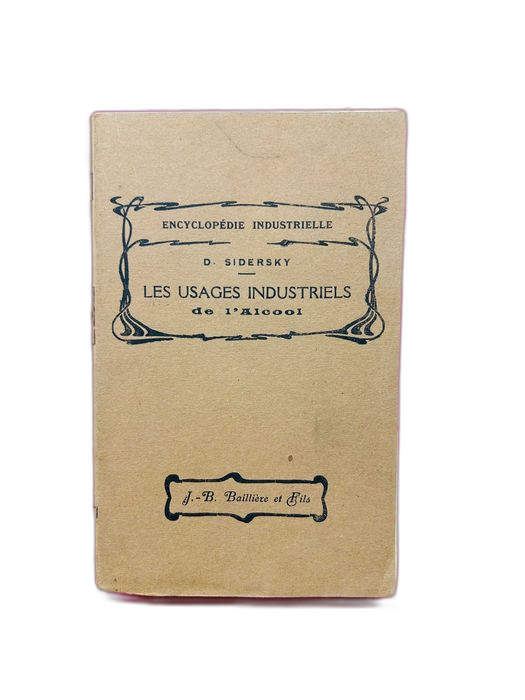 ENCYCLOPÉDIE INDUSTRIELLE
D. SIDERSKY
LES USAGES INDUSTRIELS
de l'Alcool
J.-B. Baillière et Fils